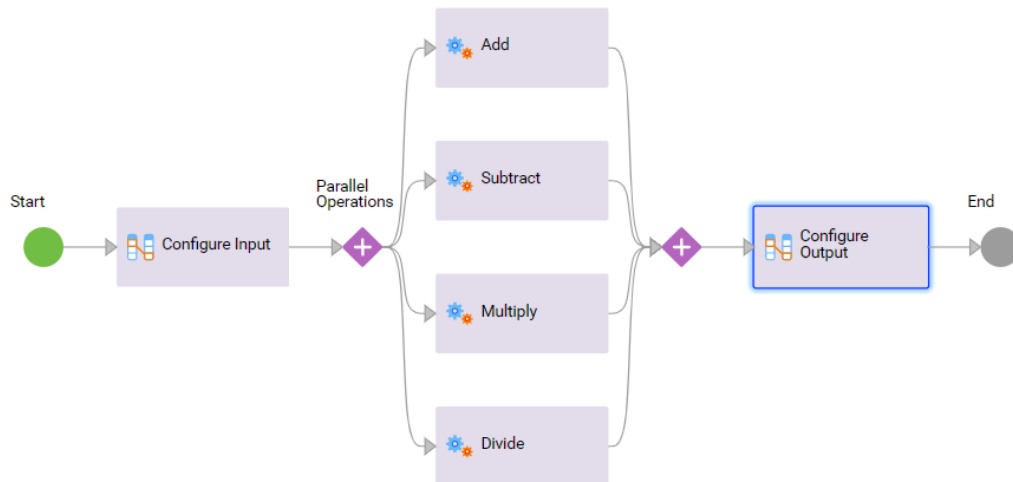 Start
Configure Input
Parallel
Operations
Add
Subtract
Multiply
Divide
Configure
Output
End